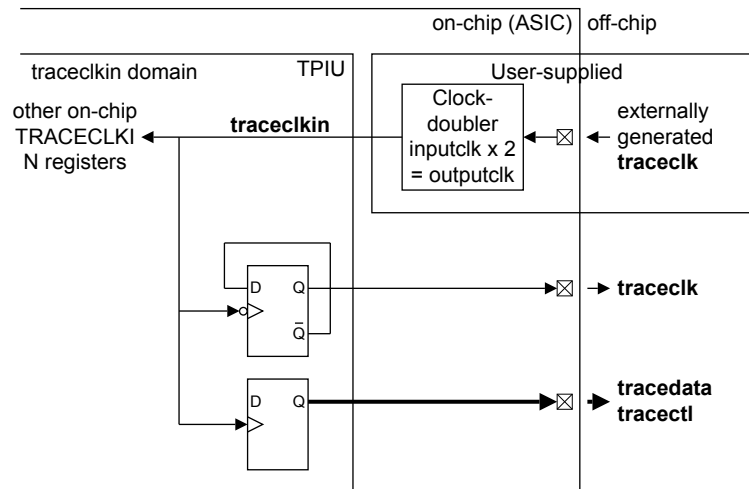 on-chip (ASIC) off-chip
traceclkin domain TPIU User-supplied
other on-chip
TRACECLKI
N registers
traceclkin
Clock-
doubler
inputclk x 2
= outputclk
externally
generated
traceclk
D Q
Q̅
traceclk
D Q
tracedata
tracectl